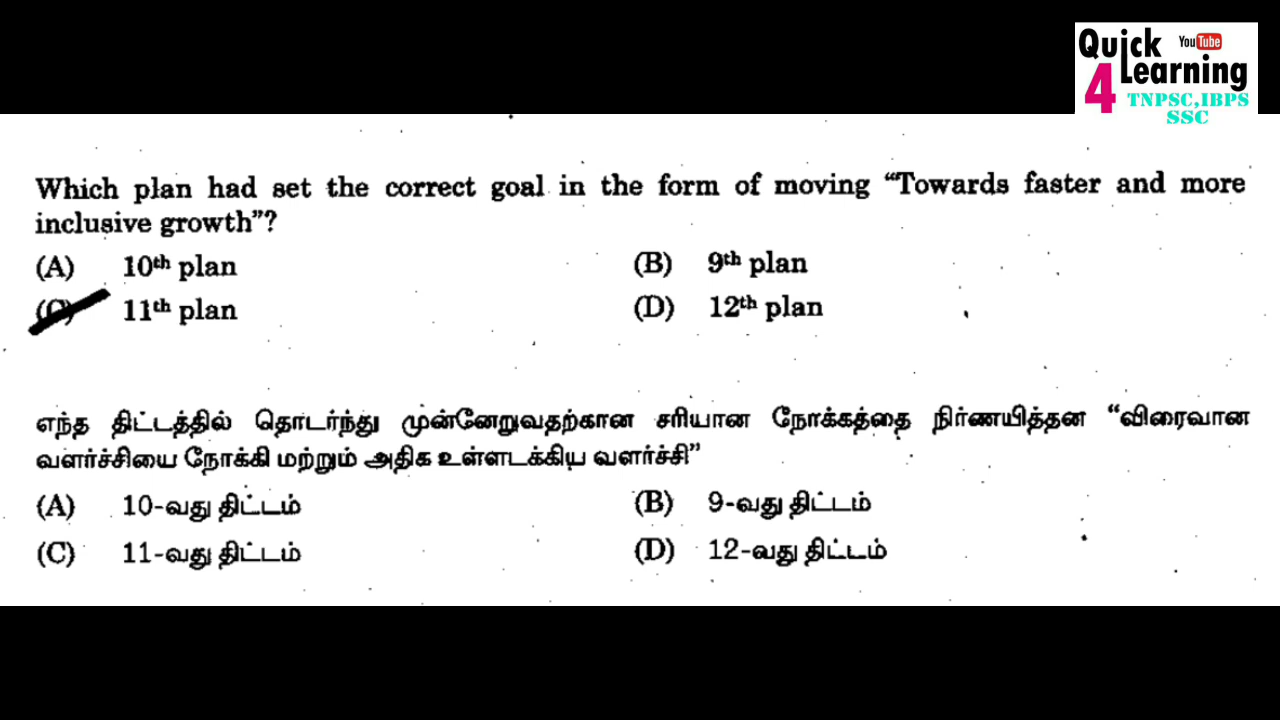 Quick YouTube
4 Learning
TNPSC,IBPS
SSC
Which plan had set the correct goal in the form of moving “Towards faster and more
inclusive growth”?
(A) 10th plan (B) 9th plan
(C) 11th plan (D) 12th plan
எந்த திட்டத்தில் தொடர்ந்து முன்னேறுவதற்கான சரியான நோக்கத்தை நிர்ணயித்தன “விரைவான
வளர்ச்சியை நோக்கி மற்றும் அதிக உள்ளடக்கிய வளர்ச்சி”
(A) 10-வது திட்டம் (B) 9-வது திட்டம்
(C) 11-வது திட்டம் (D) 12-வது திட்டம்